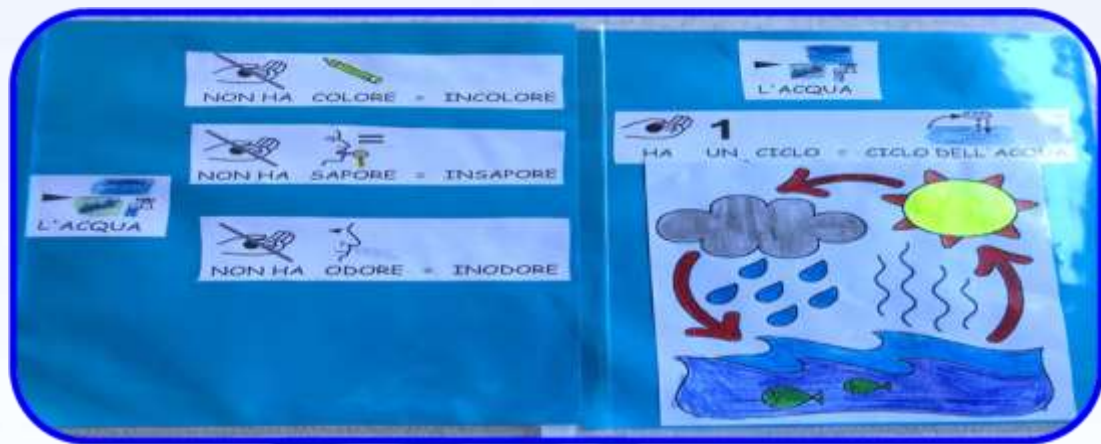 L'ACQUA
NON HA COLORE = INCOLORE
NON HA SAPORE = INSAPORE
NON HA ODORE = INODORE
L'ACQUA
1
HA UN CICLO = CICLO DELL'ACQUA